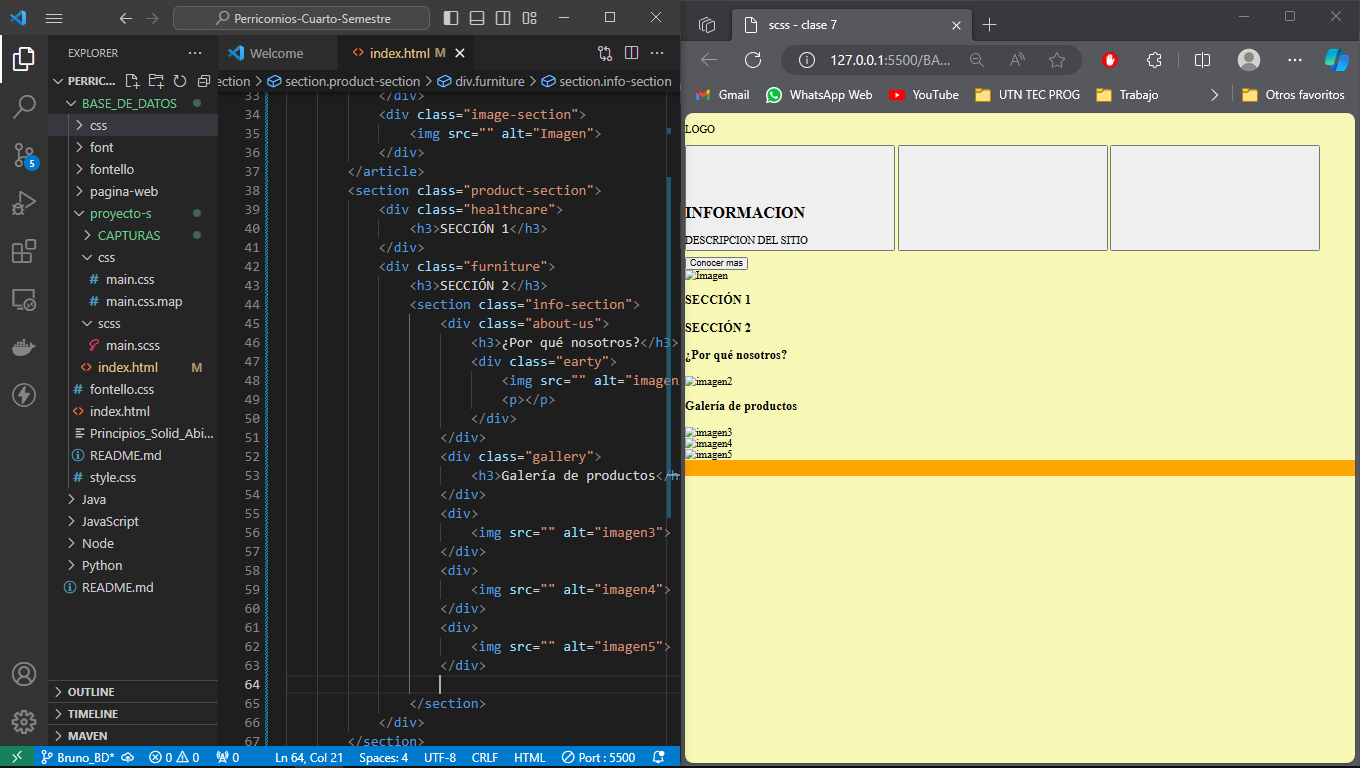 Perricornios-Cuarto-Semestre
EXPLORER
PERRIC...
BASE_DE_DATOS
css
font
fontello
pagina-web
proyecto-s
CAPTURAS
css
main.css
main.css.map
scss
main.scss
index.html M
fontello.css
index.html
Principios_Solid_Abi...
README.md
style.css
Java
JavaScript
Node
Python
README.md
OUTLINE
TIMELINE
MAVEN
5
Welcome
index.html M
ection > section.product-section > div.furniture > section.info-section
33 </div>
34 <div class="image-section">
35 <img src="" alt="Imagen">
36 </div>
37 </article>
38 <section class="product-section">
39 <div class="healthcare">
40 <h3>SECCIÓN 1</h3>
41 </div>
42 <div class="furniture">
43 <h3>SECCIÓN 2</h3>
44 <section class="info-section">
45 <div class="about-us">
46 <h3>¿Por qué nosotros?</h3>
47 <div class="earty">
48 <img src="" alt="imagen
49 <p></p>
50 </div>
51 </div>
52 <div class="gallery">
53 <h3>Galería de productos</h
54 </div>
55 <div>
56 <img src="" alt="imagen3">
57 </div>
58 <div>
59 <img src="" alt="imagen4">
60 </div>
61 <div>
62 <img src="" alt="imagen5">
63 </div>
64
65 </section>
66 </div>
67 </section>
Bruno_BD* 0 0 0 Ln 64, Col 21 Spaces: 4 UTF-8 CRLF HTML Port : 5500
scss - clase 7
127.0.0.1:5500/BA...
Gmail WhatsApp Web YouTube UTN TEC PROG Trabajo Otros favoritos
LOGO
INFORMACION
DESCRIPCION DEL SITIO
Conocer mas
Imagen
SECCIÓN 1
SECCIÓN 2
¿Por qué nosotros?
imagen2
Galería de productos
imagen3
imagen4
imagen5